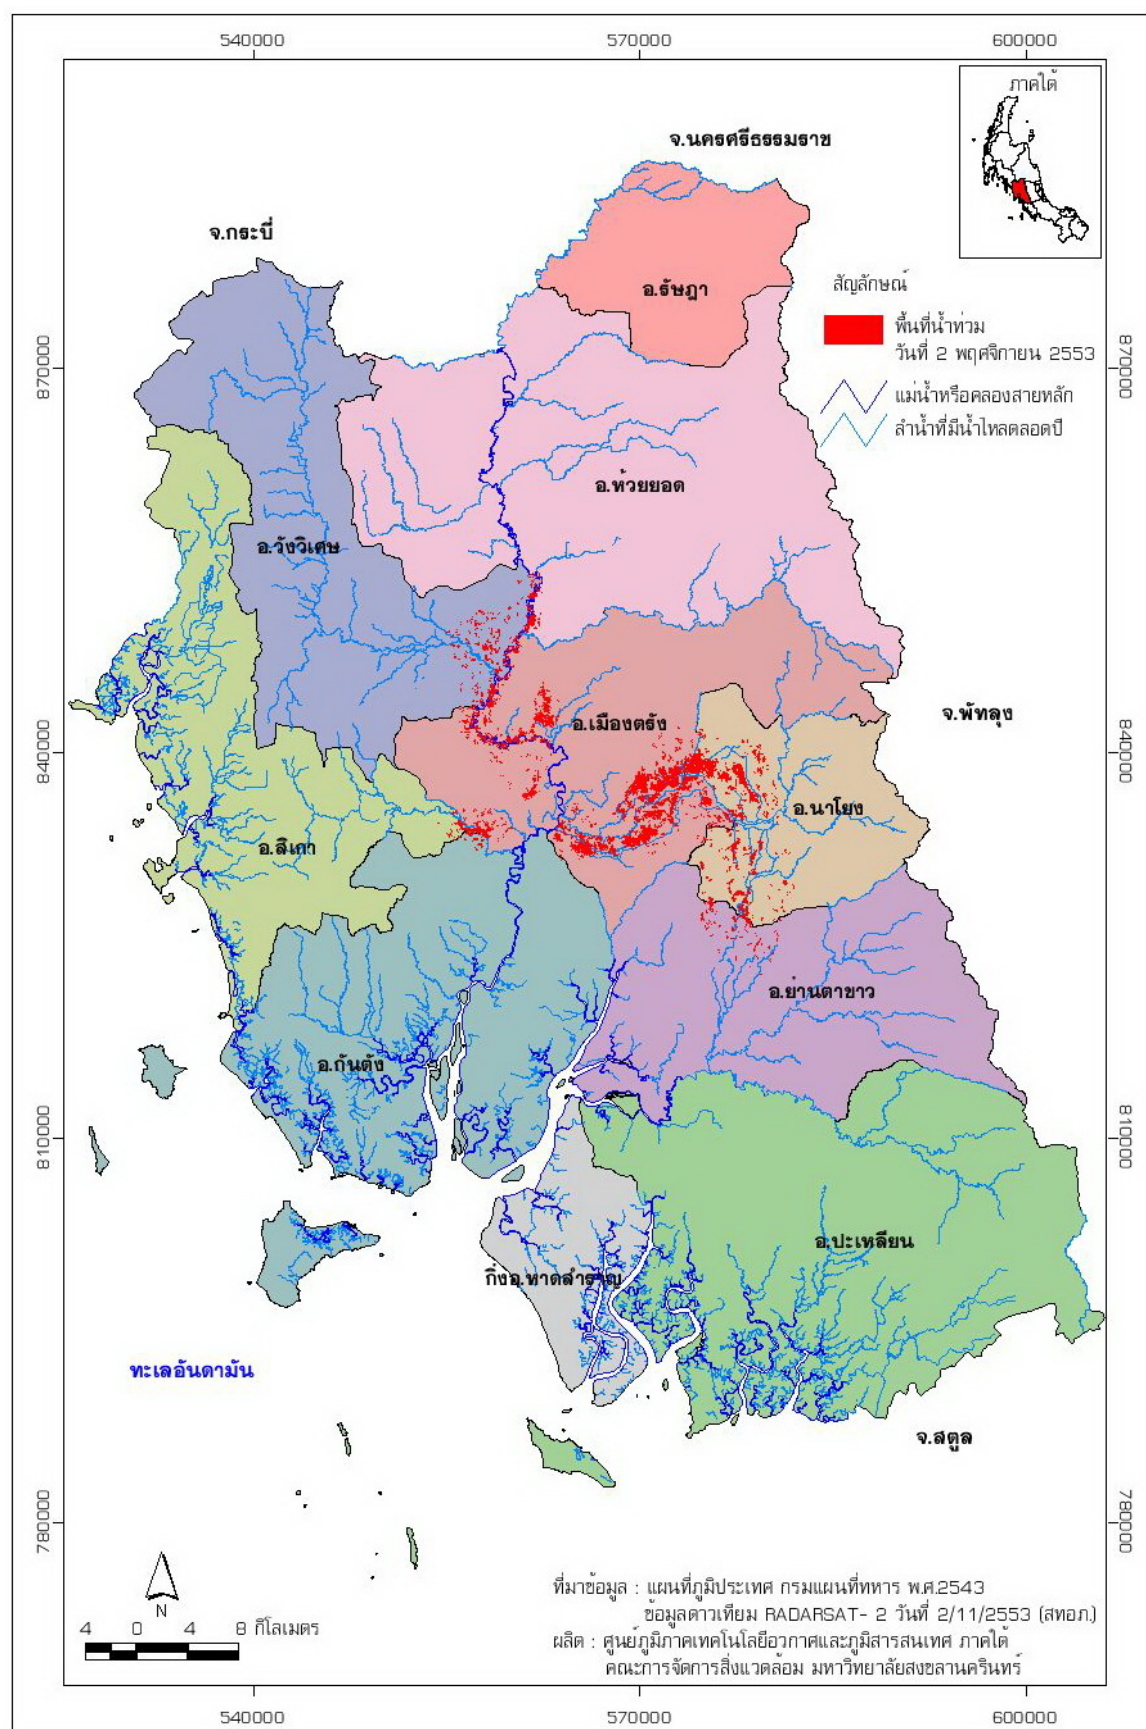 540000
570000
600000
ภาคใต้
จ.นครศรีธรรมราช
จ.กระบี่
อ.รัษฎา
สัญลักษณ์
พื้นที่น้ำท่วม
วันที่ 2 พฤศจิกายน 2553
แม่น้ำหรือคลองสายหลัก
ลำน้ำที่มีน้ำไหลตลอดปี
870000
870000
อ.ห้วยยอด
อ.วังวิเศษ
อ.เมืองตรัง
จ.พัทลุง
840000
840000
อ.นาโยง
อ.สิเกา
อ.ย่านตาขาว
อ.กันตัง
810000
810000
อ.ปะเหลียน
กิ่งอ.หาดสำราญ
ทะเลอันดามัน
จ.สตูล
780000
780000
N
4 0 4 8 กิโลเมตร
ที่มาข้อมูล : แผนที่ภูมิประเทศ กรมแผนที่ทหาร พ.ศ.2543
ข้อมูลดาวเทียม RADARSAT- 2 วันที่ 2/11/2553 (สทอภ.)
ผลิต : ศูนย์ภูมิภาคเทคโนโลยีอวกาศและภูมิสารสนเทศ ภาคใต้
คณะการจัดการสิ่งแวดล้อม มหาวิทยาลัยสงขลานครินทร์
540000
570000
600000